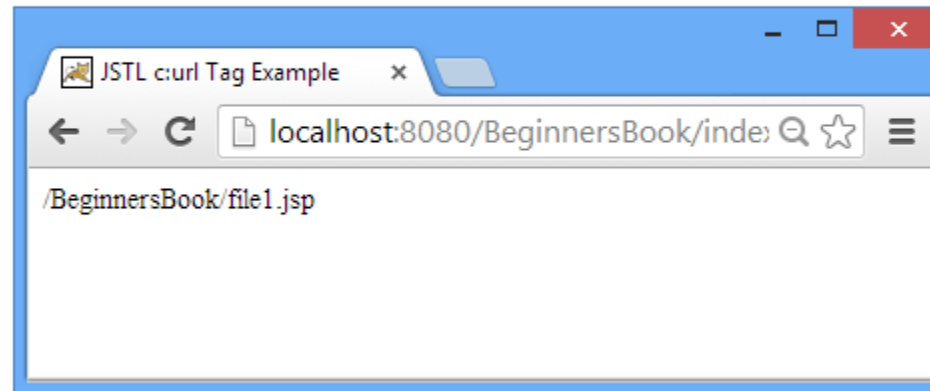 JSTL c:url Tag Example
localhost:8080/BeginnersBook/index
/BeginnersBook/file1.jsp